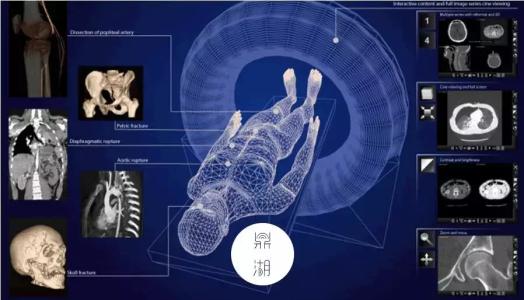 Interactive content and full image series cine viewing
Multiple series with reformat and 3D
1
4
Dissection of popliteal artery
Pelvic fracture
Diaphragmatic rupture
Aortic rupture
Skull fracture
Cine viewing and full screen
Contrast and brightness
Zoom and move
鼎
湖